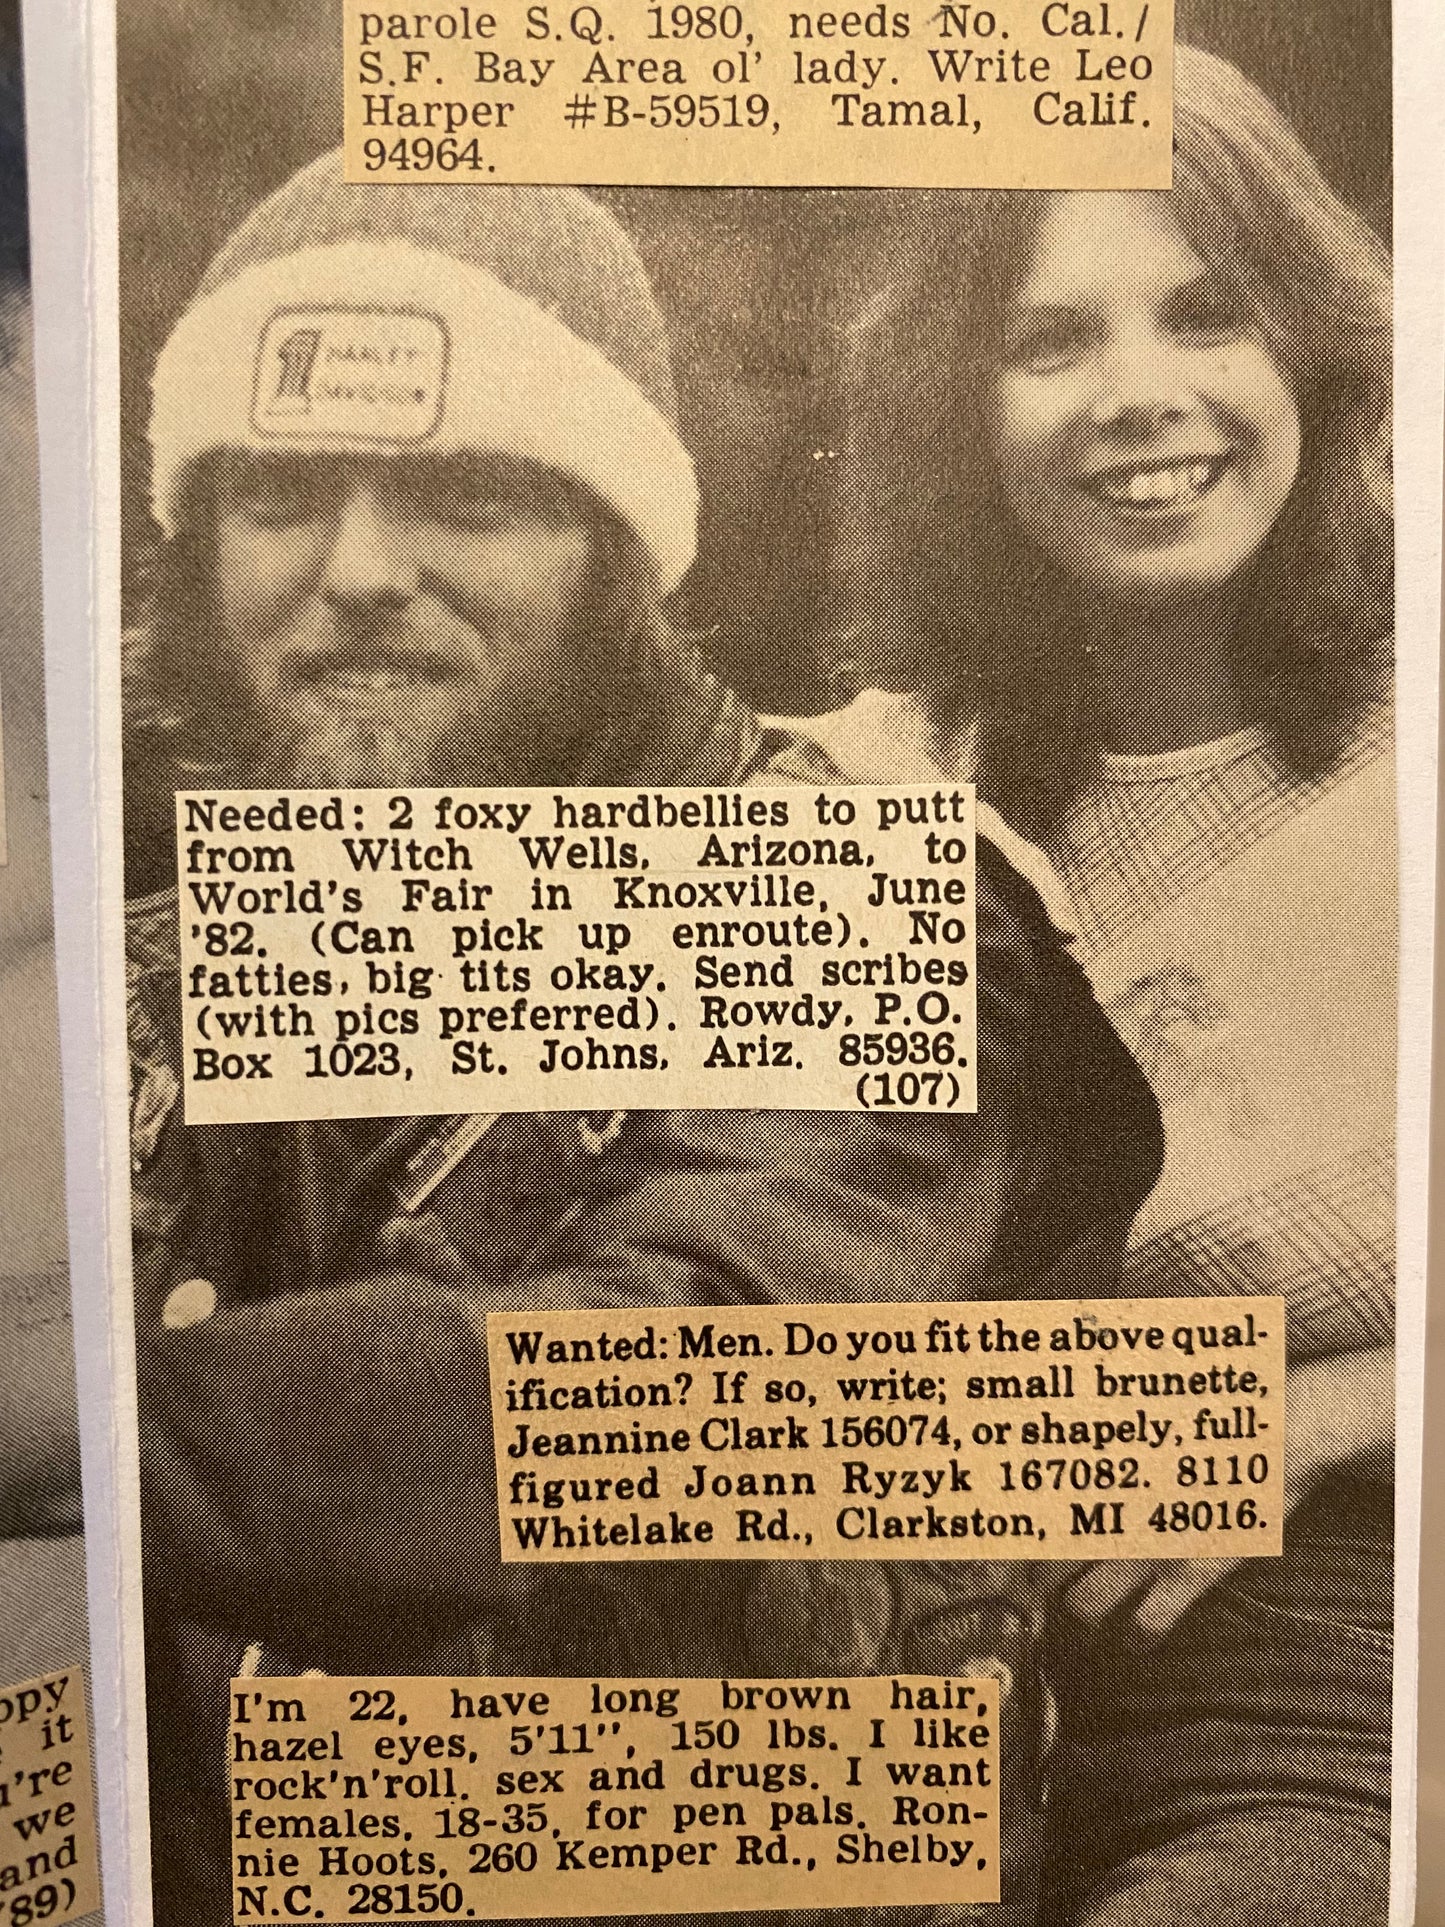 parole S.Q. 1980, needs No. Cal./
S.F. Bay Area ol' lady. Write Leo
Harper #B-59519, Tamal, Calif.
94964.
1 HARLEY-
DAVIDSON
Needed: 2 foxy hardbellies to putt
from Witch Wells, Arizona, to
World's Fair in Knoxville, June
'82. (Can pick up enroute). No
fatties, big tits okay. Send scribes
(with pics preferred). Rowdy, P.O.
Box 1023, St. Johns, Ariz. 85936.
(107)
Wanted: Men. Do you fit the above qual-
ification? If so, write; small brunette,
Jeannine Clark 156074, or shapely, full-
figured Joann Ryzyk 167082. 8110
Whitelake Rd., Clarkston, MI 48016.
I'm 22, have long brown hair,
hazel eyes, 5'11", 150 lbs. I like
rock'n'roll, sex and drugs. I want
females, 18-35, for pen pals. Ron-
nie Hoots, 260 Kemper Rd., Shelby,
N.C. 28150.
it
we
and